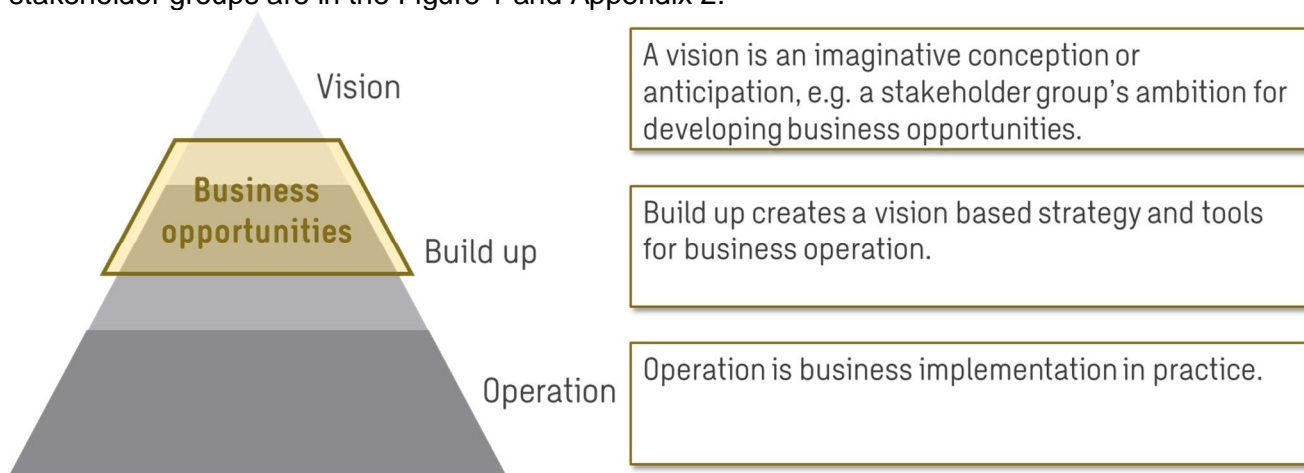 stakeholder groups are in the Figure 1 and Appendix 2.
Vision
A vision is an imaginative conception or
anticipation, e.g. a stakeholder group's ambition for
developing business opportunities.
Business
opportunities
Build up
Build up creates a vision based strategy and tools
for business operation.
Operation
Operation is business implementation in practice.